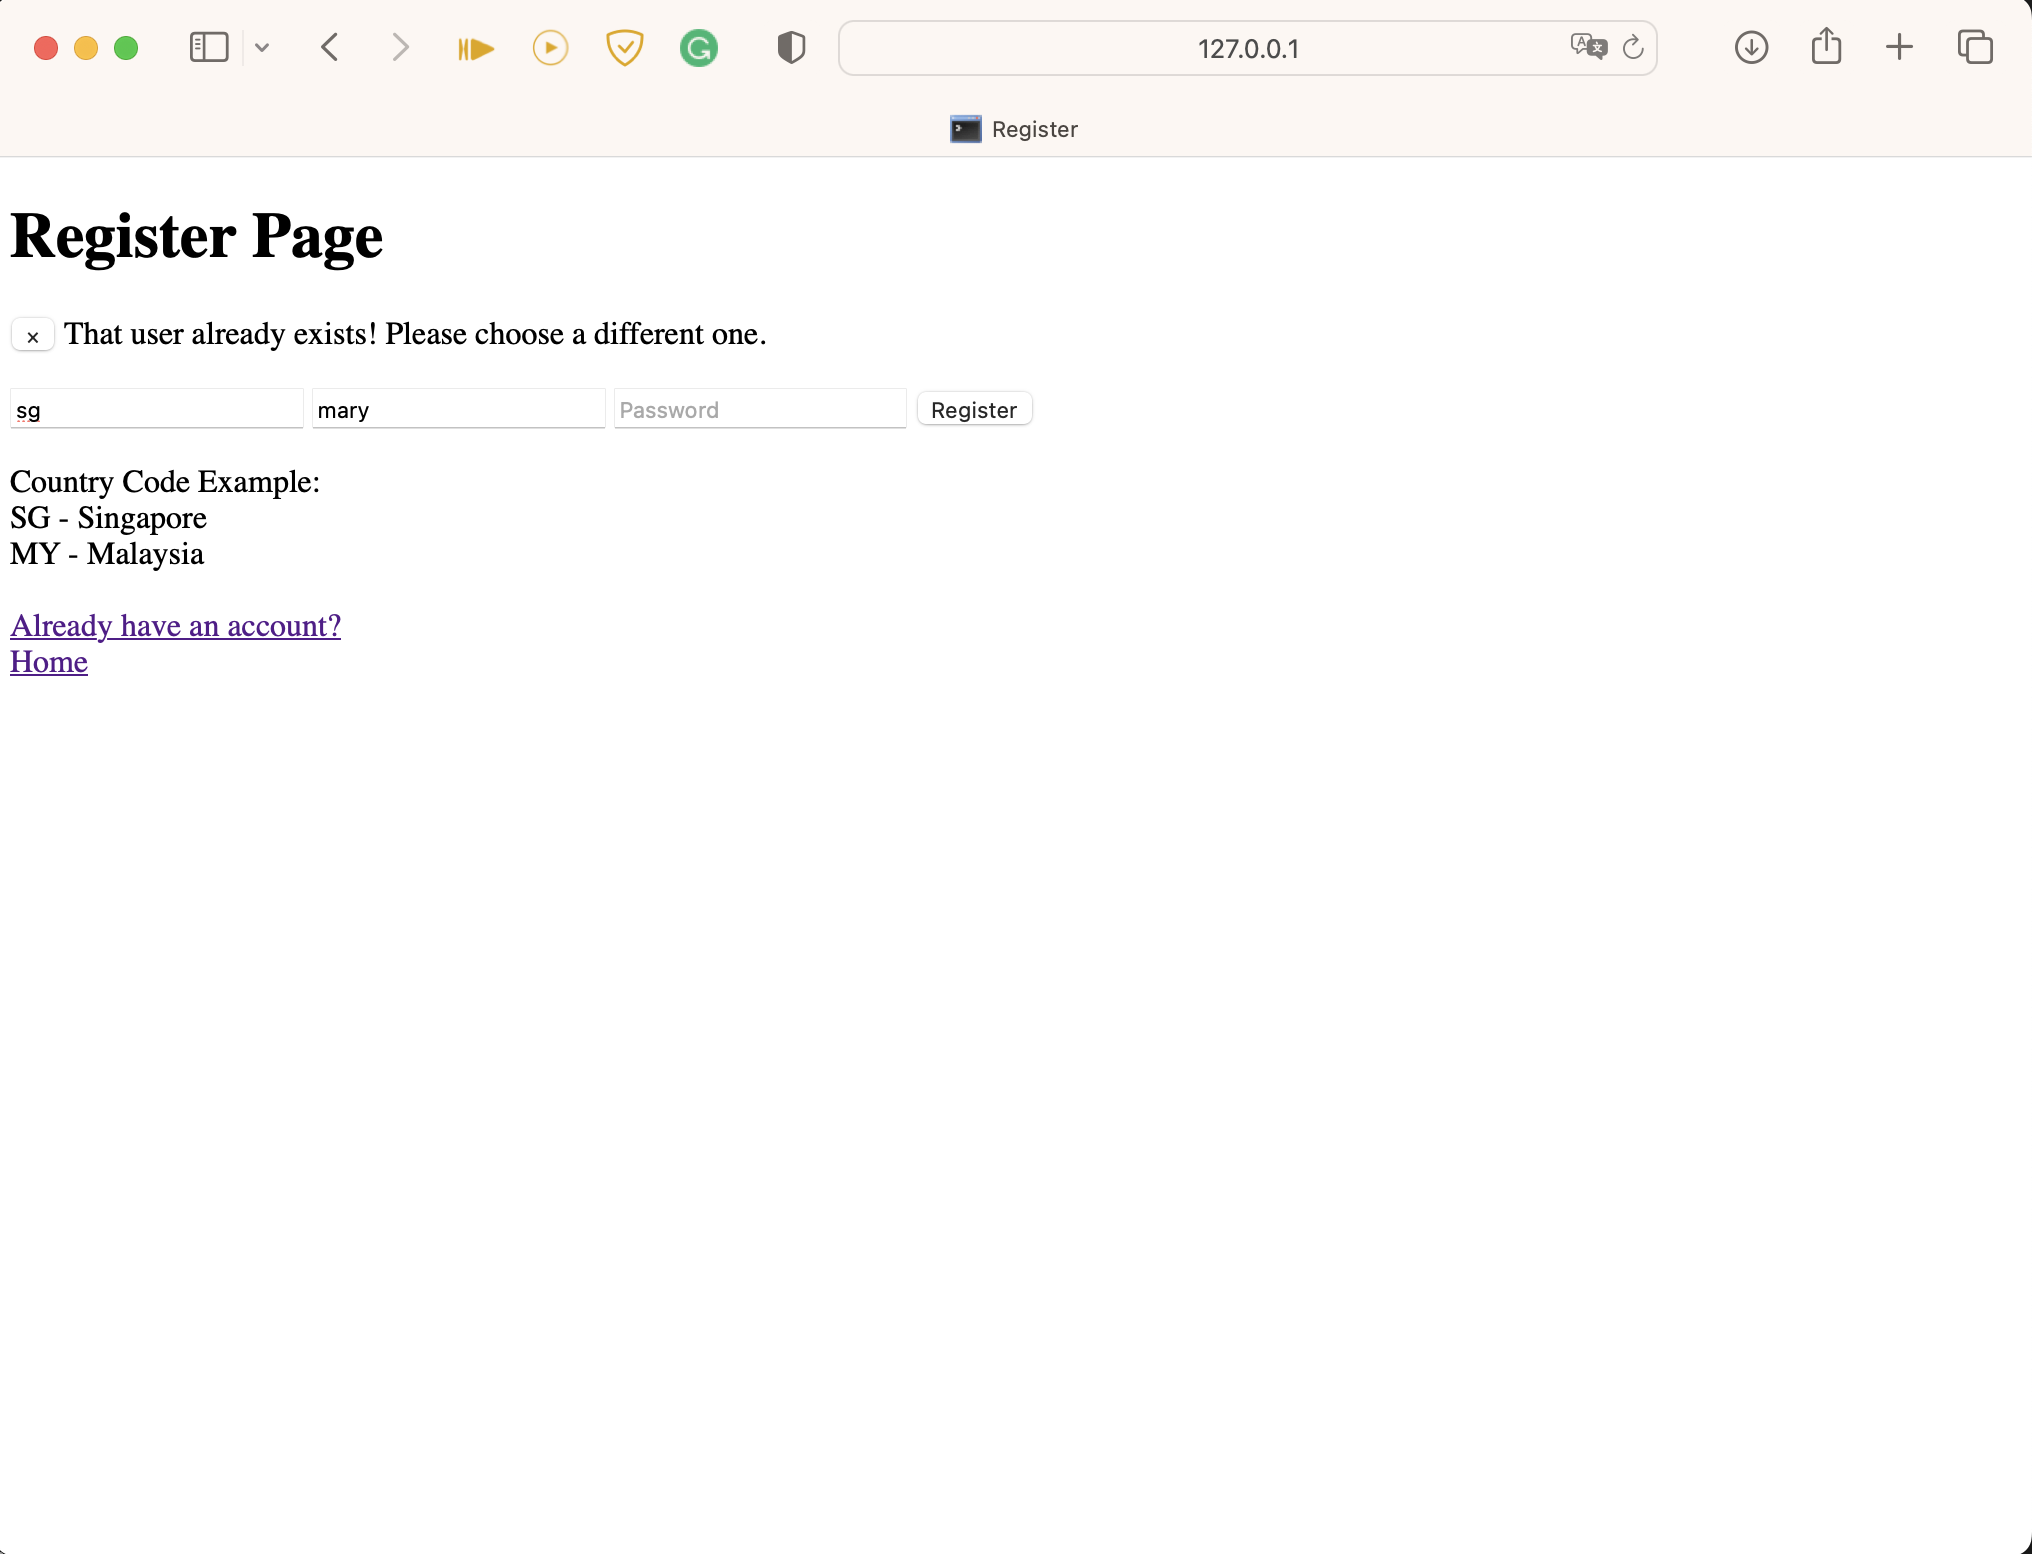 127.0.0.1
Register
Register Page
× That user already exists! Please choose a different one.
sg mary Password Register
Country Code Example:
SG - Singapore
MY - Malaysia
Already have an account?
Home